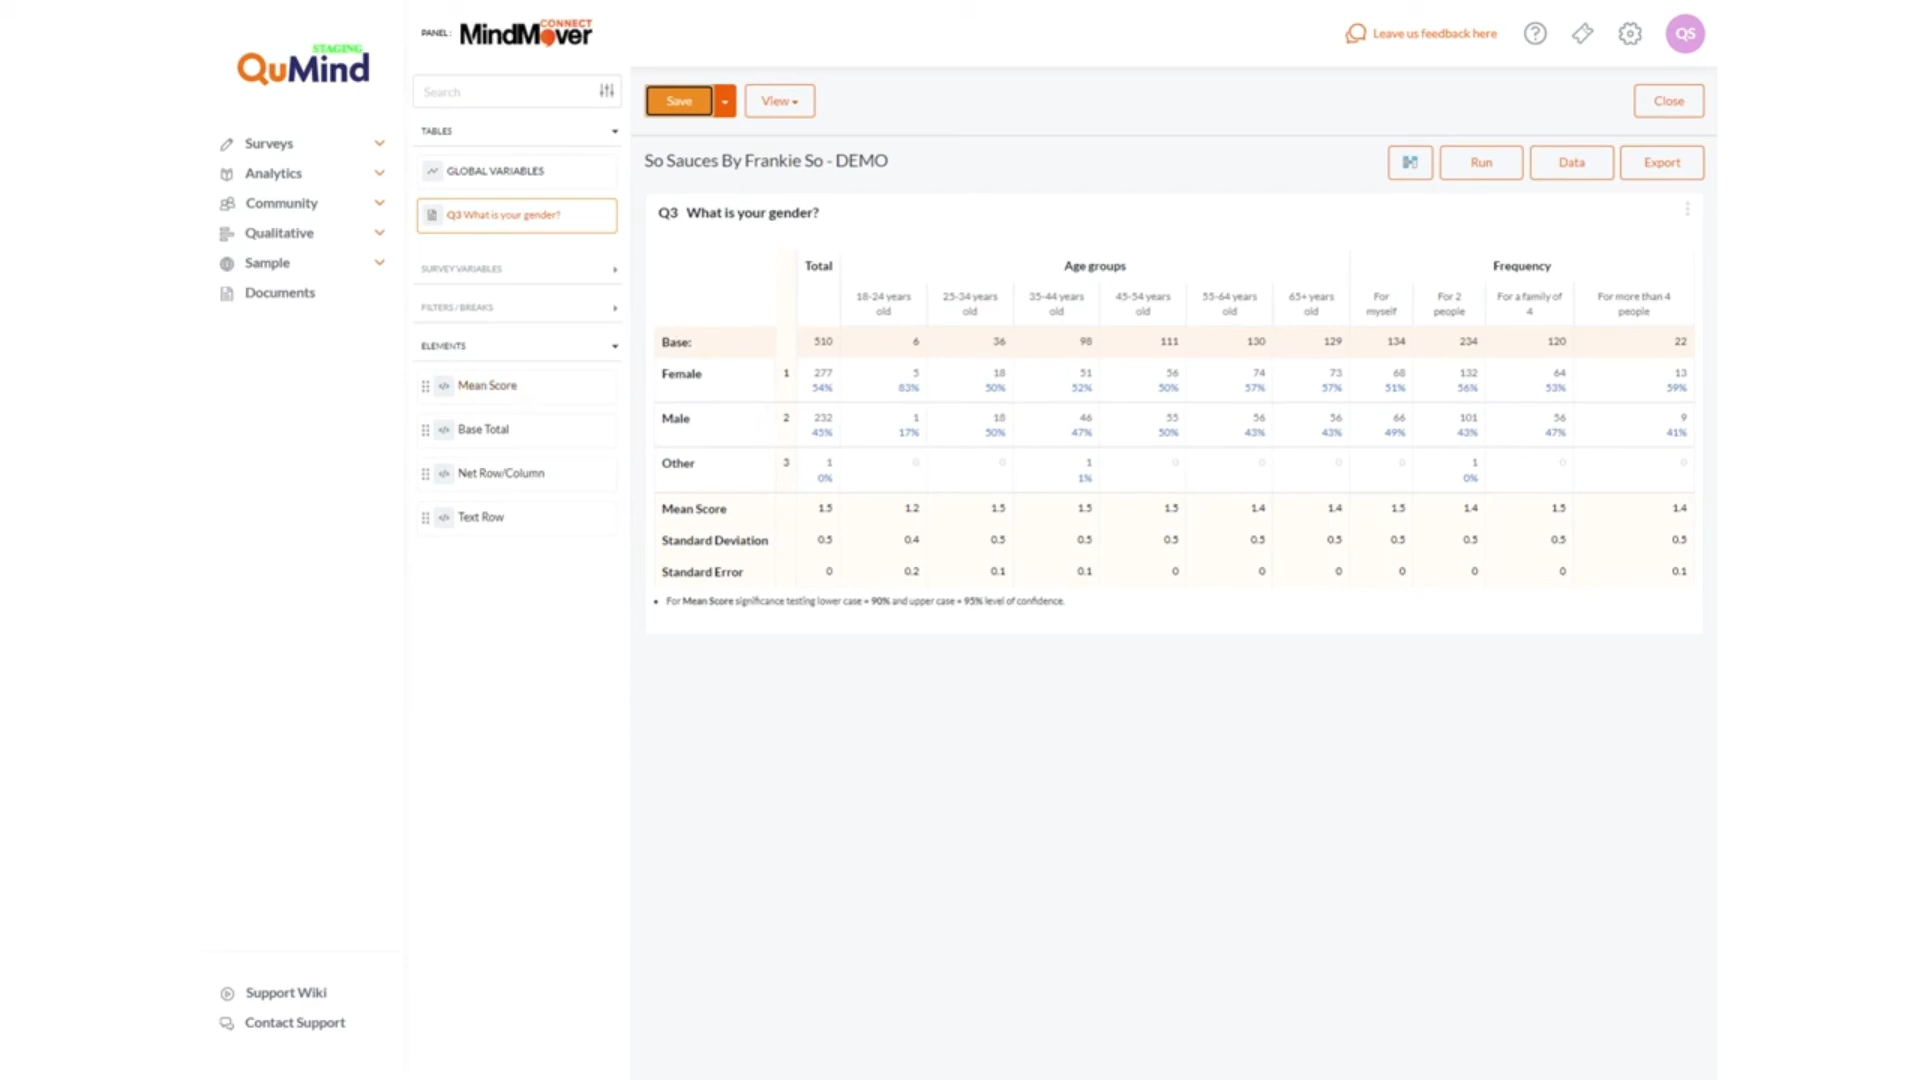 STAGING
QuMind
Surveys
Analytics
Community
Qualitative
Sample
Documents
Support Wiki
Contact Support
PANEL: MindMover CONNECT
Search
TABLES
GLOBAL VARIABLES
Q3 What is your gender?
SURVEY VARIABLES
FILTERS / BREAKS
ELEMENTS
</> Mean Score
</> Base Total
</> Net Row/Column
</> Text Row
Leave us feedback here ? QS
Save View Close
So Sauces By Frankie So - DEMO
Run Data Export
Q3 What is your gender?
Total Age groups Frequency
18-24 years old 25-34 years old 35-44 years old 45-54 years old 55-64 years old 65+ years old For myself For 2 people For a family of 4 For more than 4 people
Base: 510 6 36 98 111 130 129 134 234 120 22
Female 1 277 5 18 51 56 74 73 68 132 64 13
54% 83% 50% 52% 50% 57% 57% 51% 56% 53% 59%
Male 2 232 1 18 46 55 56 56 66 101 56 9
45% 17% 50% 47% 50% 43% 43% 49% 43% 47% 41%
Other 3 1 0 0 1 0 0 0 0 1 0 0
0% 1% 0%
Mean Score 1.5 1.2 1.5 1.5 1.5 1.4 1.4 1.5 1.4 1.5 1.4
Standard Deviation 0.5 0.4 0.5 0.5 0.5 0.5 0.5 0.5 0.5 0.5 0.5
Standard Error 0 0.2 0.1 0.1 0 0 0 0 0 0 0.1
• For Mean Score significance testing lower case = 90% and upper case = 95% level of confidence.